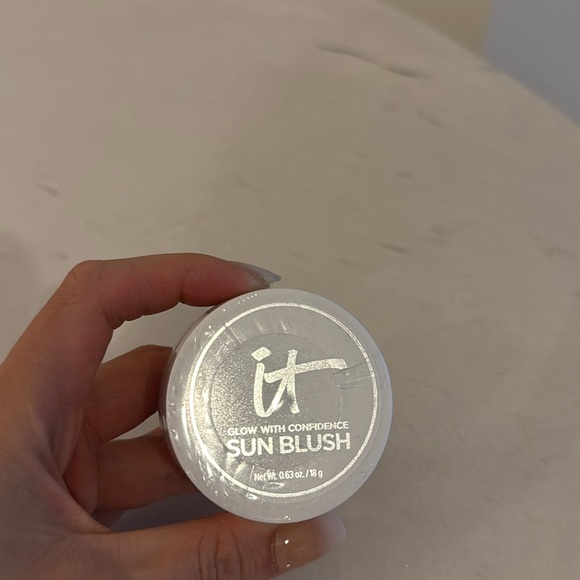 it
GLOW WITH CONFIDENCE
SUN BLUSH
Net Wt. 0.63 oz. / 18 g